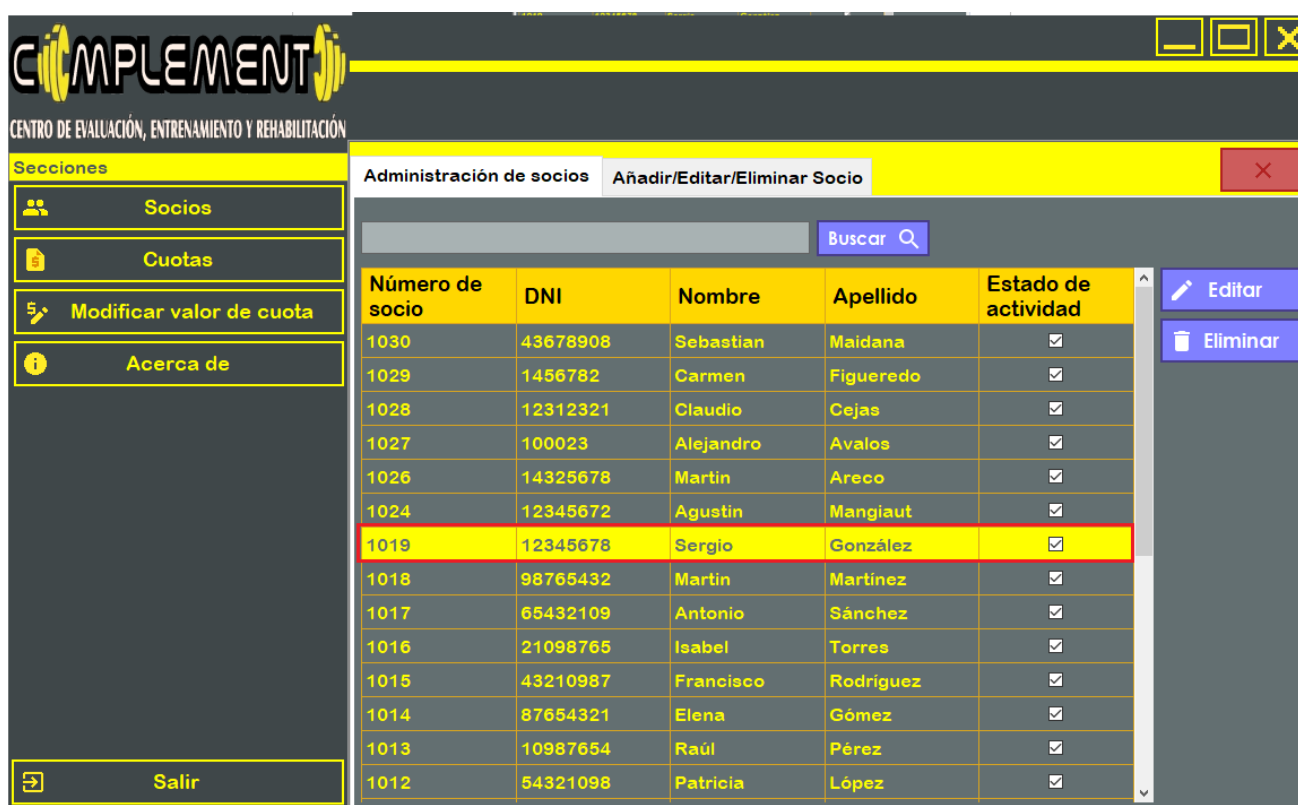 COMPLEMENTO
CENTRO DE EVALUACIÓN, ENTRENAMIENTO Y REHABILITACIÓN
Secciones
Socios
Cuotas
Modificar valor de cuota
Acerca de
Salir
Administración de socios Añadir/Editar/Eliminar Socio
Buscar
Número de socio DNI Nombre Apellido Estado de actividad
1030 43678908 Sebastian Maidana
1029 1456782 Carmen Figueredo
1028 12312321 Claudio Cejas
1027 100023 Alejandro Avalos
1026 14325678 Martin Areco
1024 12345672 Agustin Mangiaut
1019 12345678 Sergio González
1018 98765432 Martin Martínez
1017 65432109 Antonio Sánchez
1016 21098765 Isabel Torres
1015 43210987 Francisco Rodríguez
1014 87654321 Elena Gómez
1013 10987654 Raúl Pérez
1012 54321098 Patricia López
Editar
Eliminar